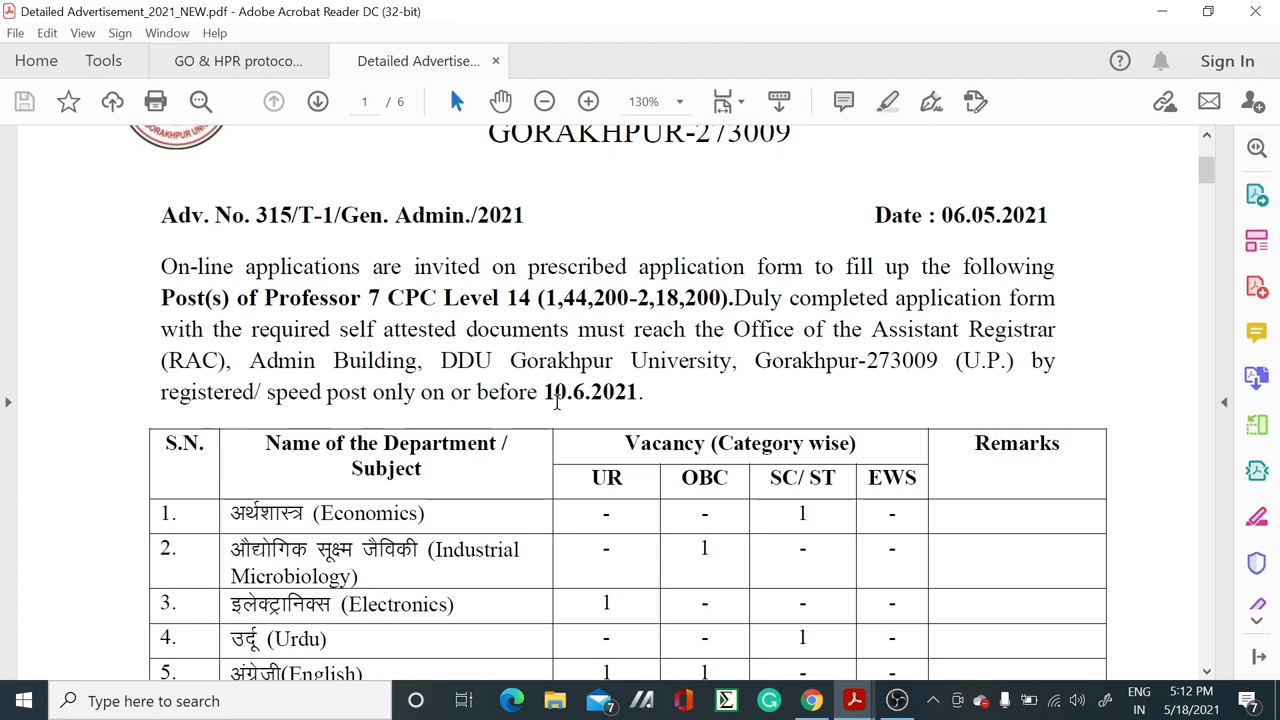 Detailed Advertisement_2021_NEW.pdf - Adobe Acrobat Reader DC (32-bit)
File Edit View Sign Window Help
Home Tools GO & HPR protoco... Detailed Advertise... × Sign In
1 / 6 130%
GORAKHPUR UNI
GORAKHPUR-273009
Adv. No. 315/T-1/Gen. Admin./2021 Date : 06.05.2021
On-line applications are invited on prescribed application form to fill up the following
Post(s) of Professor 7 CPC Level 14 (1,44,200-2,18,200).Duly completed application form
with the required self attested documents must reach the Office of the Assistant Registrar
(RAC), Admin Building, DDU Gorakhpur University, Gorakhpur-273009 (U.P.) by
registered/ speed post only on or before 10.6.2021.
S.N. Name of the Department / Subject Vacancy (Category wise) Remarks
UR OBC SC/ ST EWS
1. अर्थशास्त्र (Economics) - - 1 -
2. औद्योगिक सूक्ष्म जैविकी (Industrial - 1 - -
Microbiology)
3. इलेक्ट्रानिक्स (Electronics) 1 - - -
4. उर्दू (Urdu) - - 1 -
5. अंग्रेजी(English) 1 1 - -
Type here to search 7 ENG 5:12 PM
IN 5/18/2021 7